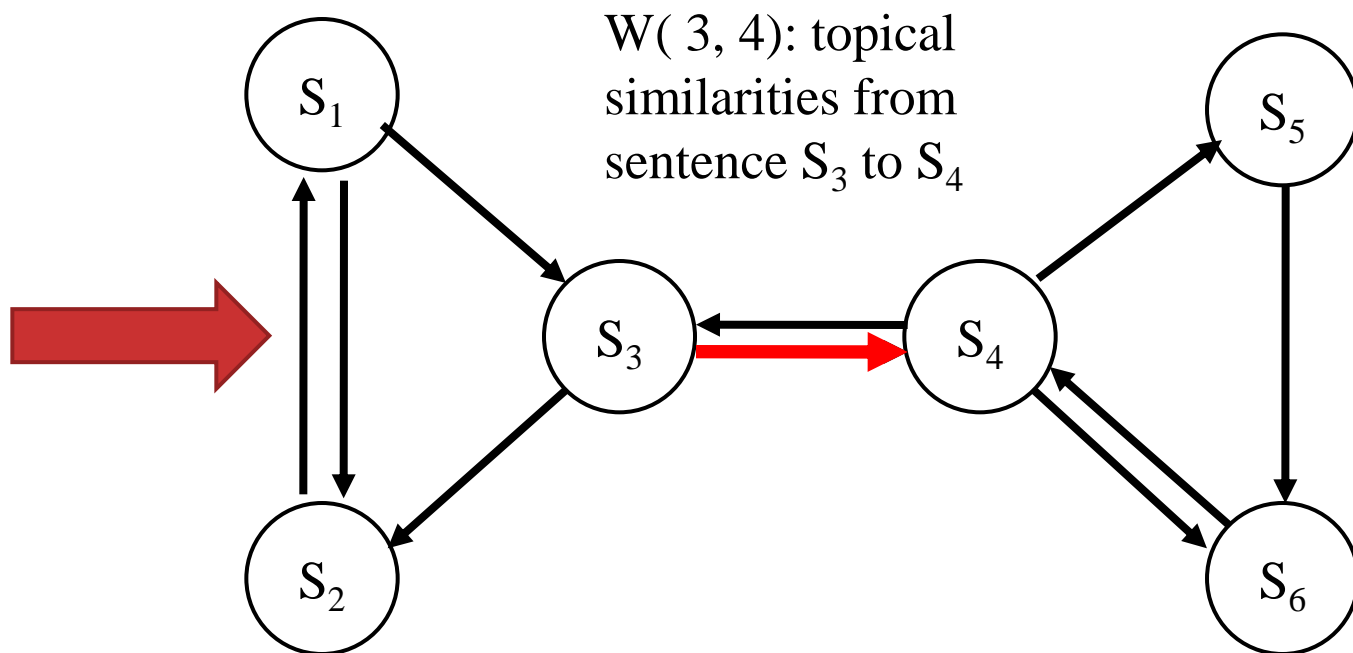 W( 3, 4): topical
similarities from
sentence S₃ to S₄
S₁
S₅
S₃
S₄
S₂
S₆